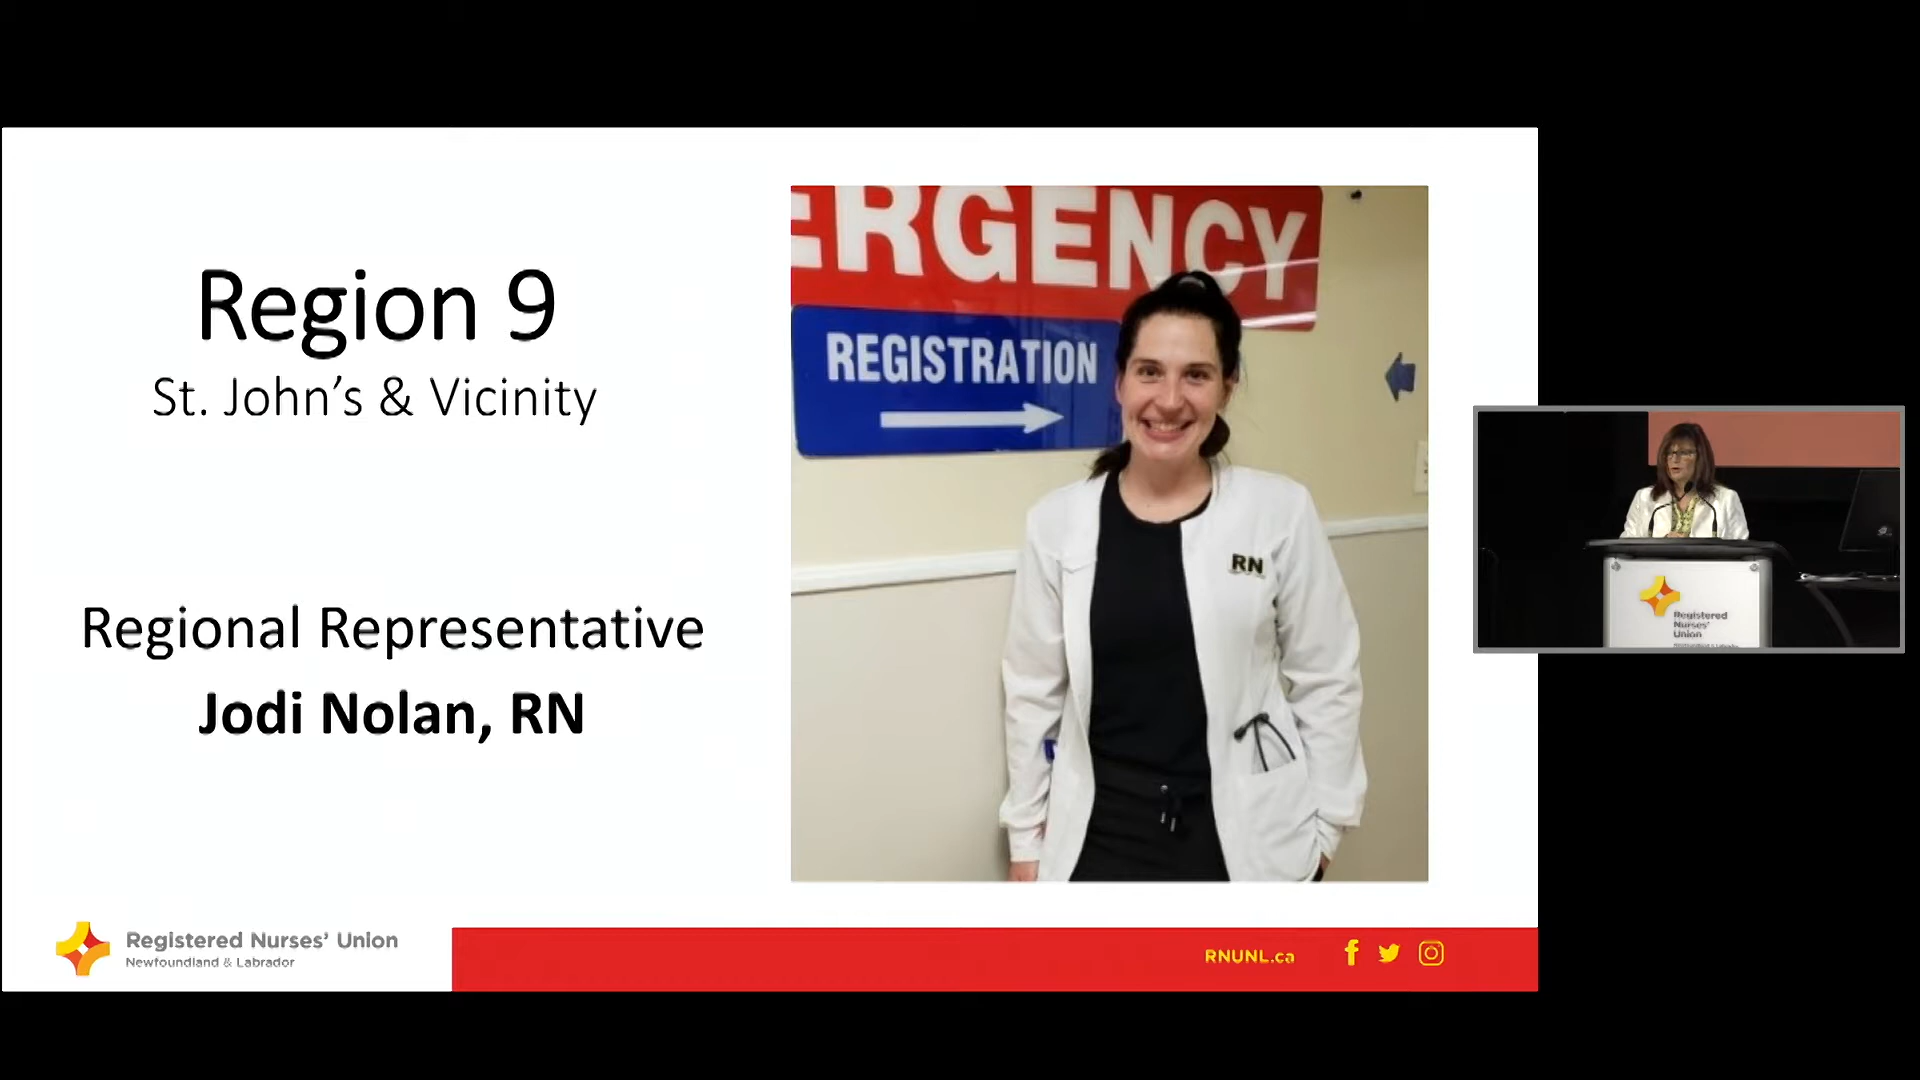 Region 9
St. John's & Vicinity
Regional Representative
Jodi Nolan, RN
ERGENCY
REGISTRATION
RN
Registered Nurses' Union
Newfoundland & Labrador
RNUNL.ca
Registered
Nurses'
Union